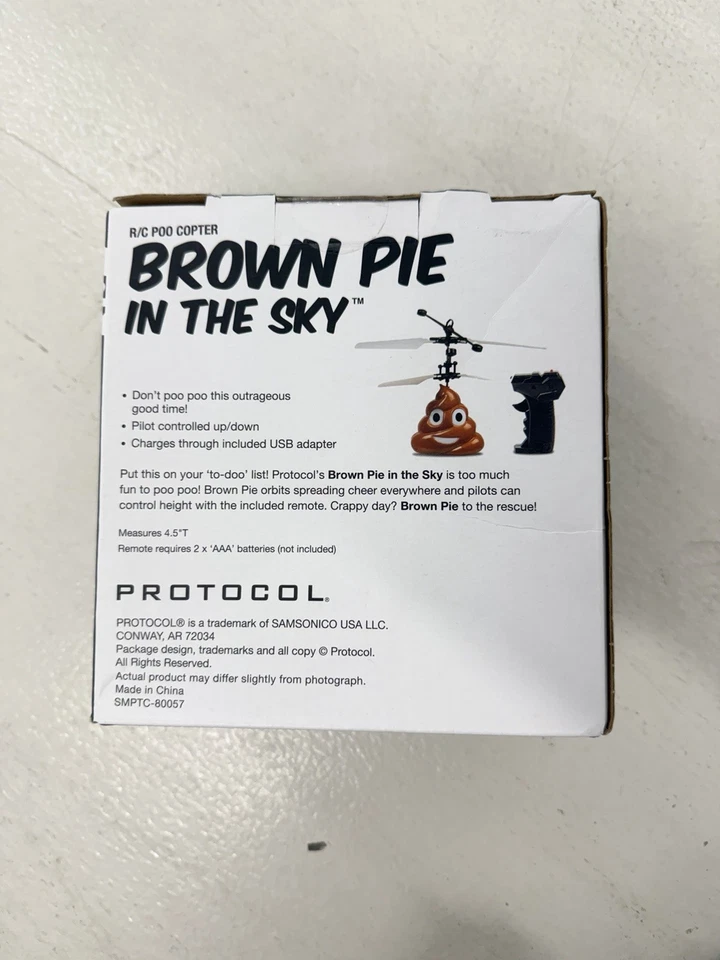 R/C POO COPTER
BROWN PIE
IN THE SKY™
• Don't poo poo this outrageous
good time!
• Pilot controlled up/down
• Charges through included USB adapter
Put this on your 'to-doo' list! Protocol's Brown Pie in the Sky is too much
fun to poo poo! Brown Pie orbits spreading cheer everywhere and pilots can
control height with the included remote. Crappy day? Brown Pie to the rescue!
Measures 4.5"T
Remote requires 2 x 'AAA' batteries (not included)
PROTOCOL®
PROTOCOL® is a trademark of SAMSONICO USA LLC.
CONWAY, AR 72034
Package design, trademarks and all copy © Protocol.
All Rights Reserved.
Actual product may differ slightly from photograph.
Made in China
SMPTC-80057